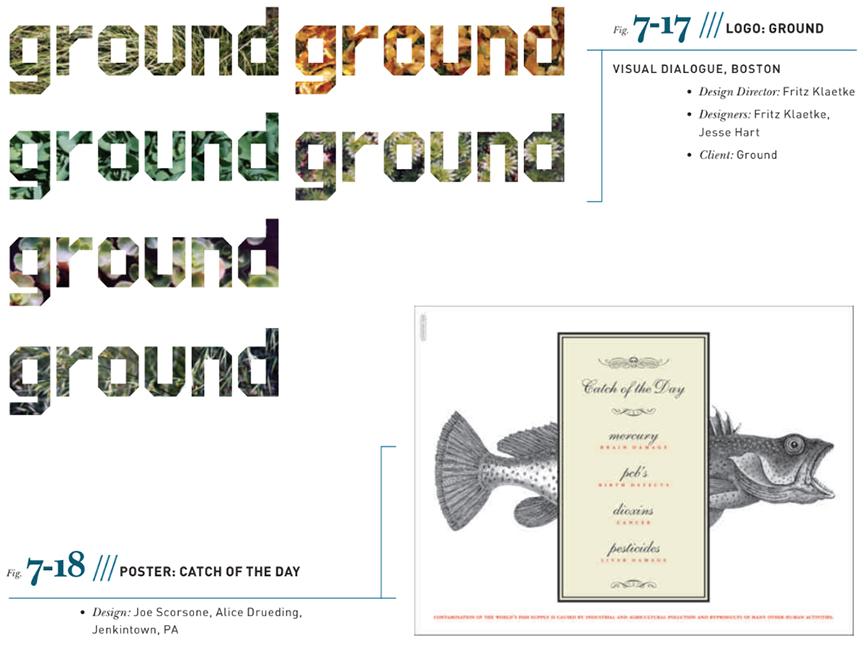 ground ground
Fig. 7-17 /// LOGO: GROUND
VISUAL DIALOGUE, BOSTON
• Design Director: Fritz Klaetke
• Designers: Fritz Klaetke,
Jesse Hart
• Client: Ground
ground ground
ground
ground
Catch of the Day
mercury
BRAIN DAMAGE
pcb's
BIRTH DEFECTS
dioxins
CANCER
pesticides
LIVER DAMAGE
CONTAMINATION OF THE WORLD'S FISH SUPPLY IS CAUSED BY INDUSTRIAL AND AGRICULTURAL POLLUTION AND BYPRODUCTS OF MANY OTHER HUMAN ACTIVITIES.
Fig. 7-18 /// POSTER: CATCH OF THE DAY
• Design: Joe Scorsone, Alice Drueding,
Jenkintown, PA